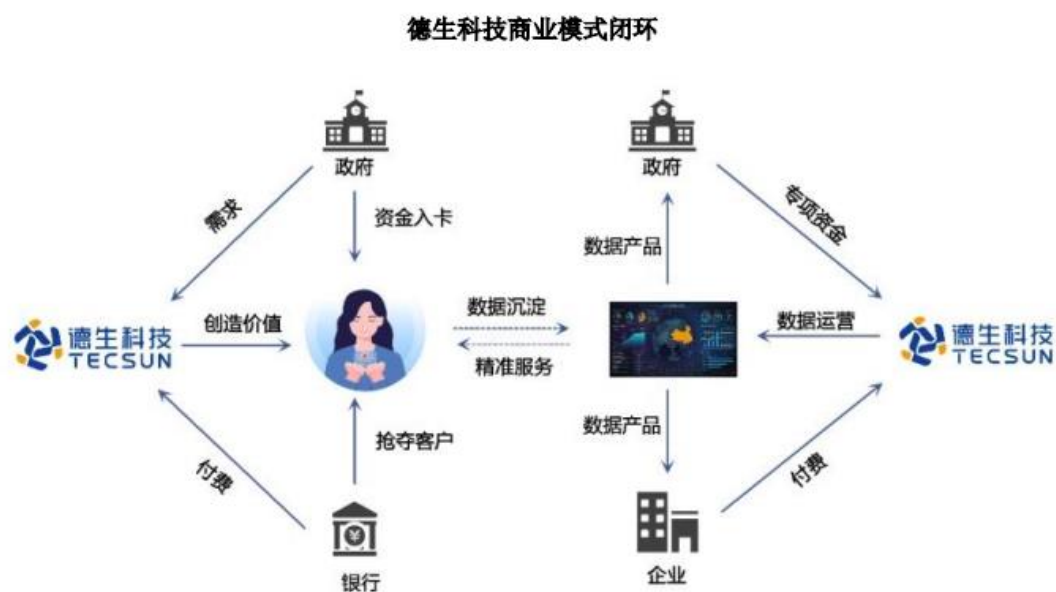 德生科技商业模式闭环
政府
政府
需求
资金入卡
数据产品
专项资金
德生科技
TECSUN
创造价值
数据沉淀
精准服务
数据运营
德生科技
TECSUN
付费
抢夺客户
数据产品
付费
银行
企业